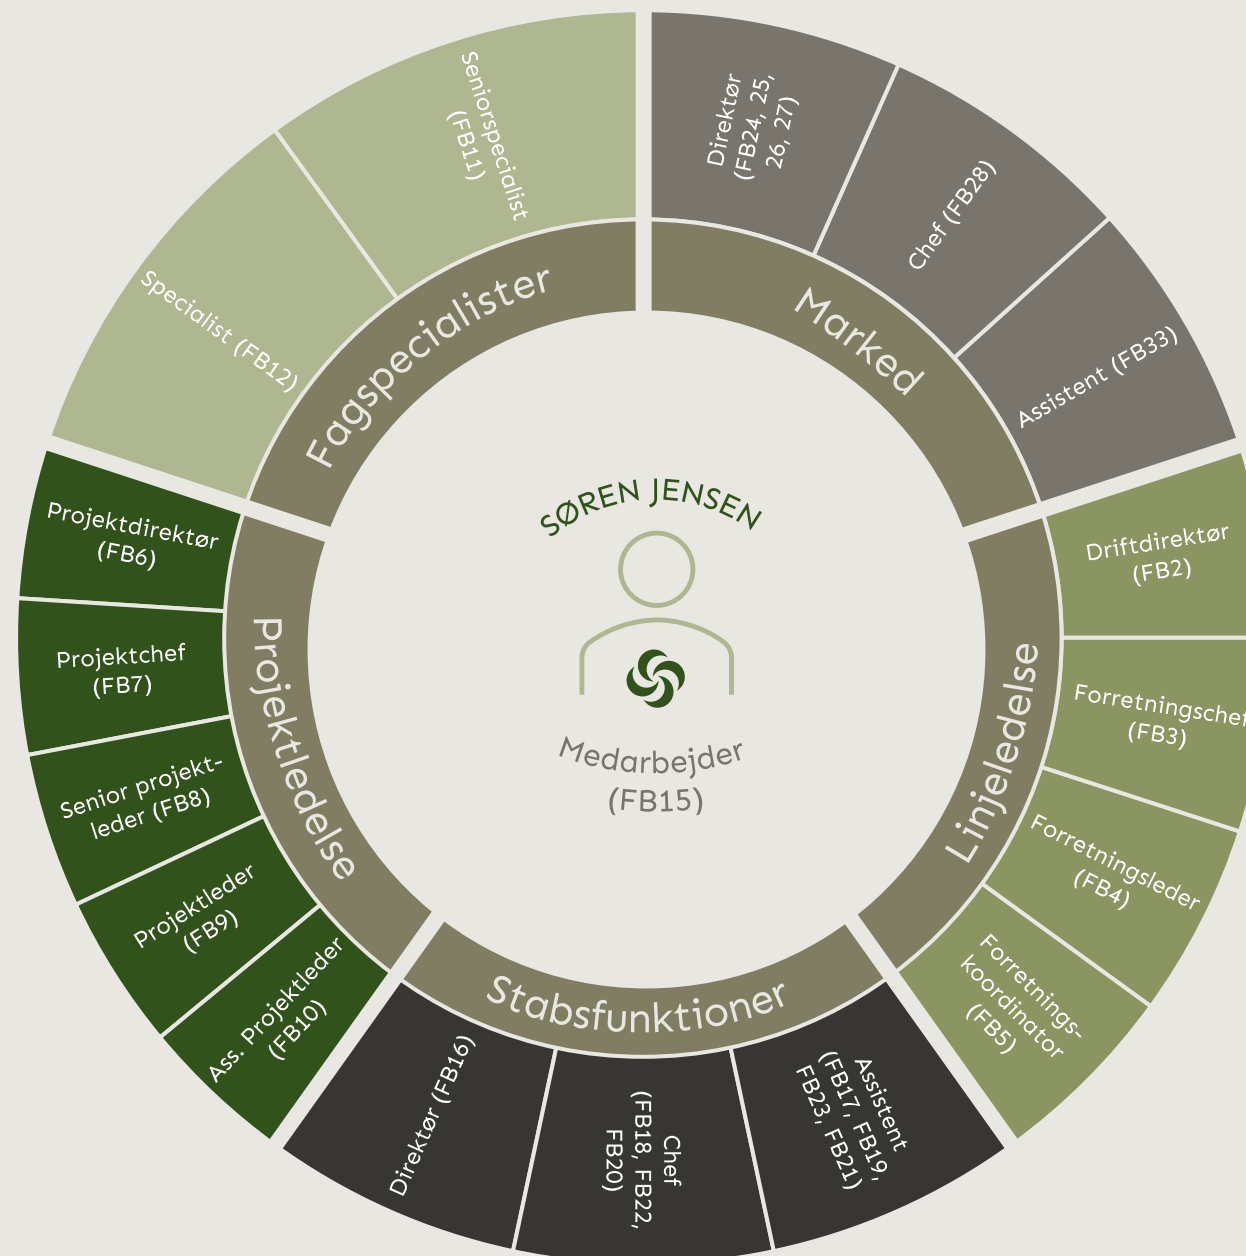 Seniorspecialist
(FB11)
Specialist (FB12)
Fagspecialister
Direktør
(FB24, 25,
26, 27)
Chef (FB28)
Assistent (FB33)
Marked
Driftdirektør
(FB2)
Forretningschef
(FB3)
Forretningsleder
(FB4)
Forretnings-
koordinator
(FB5)
Linjeledelse
Assistent
(FB17, FB19,
FB23, FB21)
Chef
(FB18, FB22,
FB20)
Direktør (FB16)
Stabsfunktioner
Projektdirektør
(FB6)
Projektchef
(FB7)
Senior projekt-
leder (FB8)
Projektleder
(FB9)
Ass. Projektleder
(FB10)
Projektledelse
SØREN JENSEN
Medarbejder
(FB15)